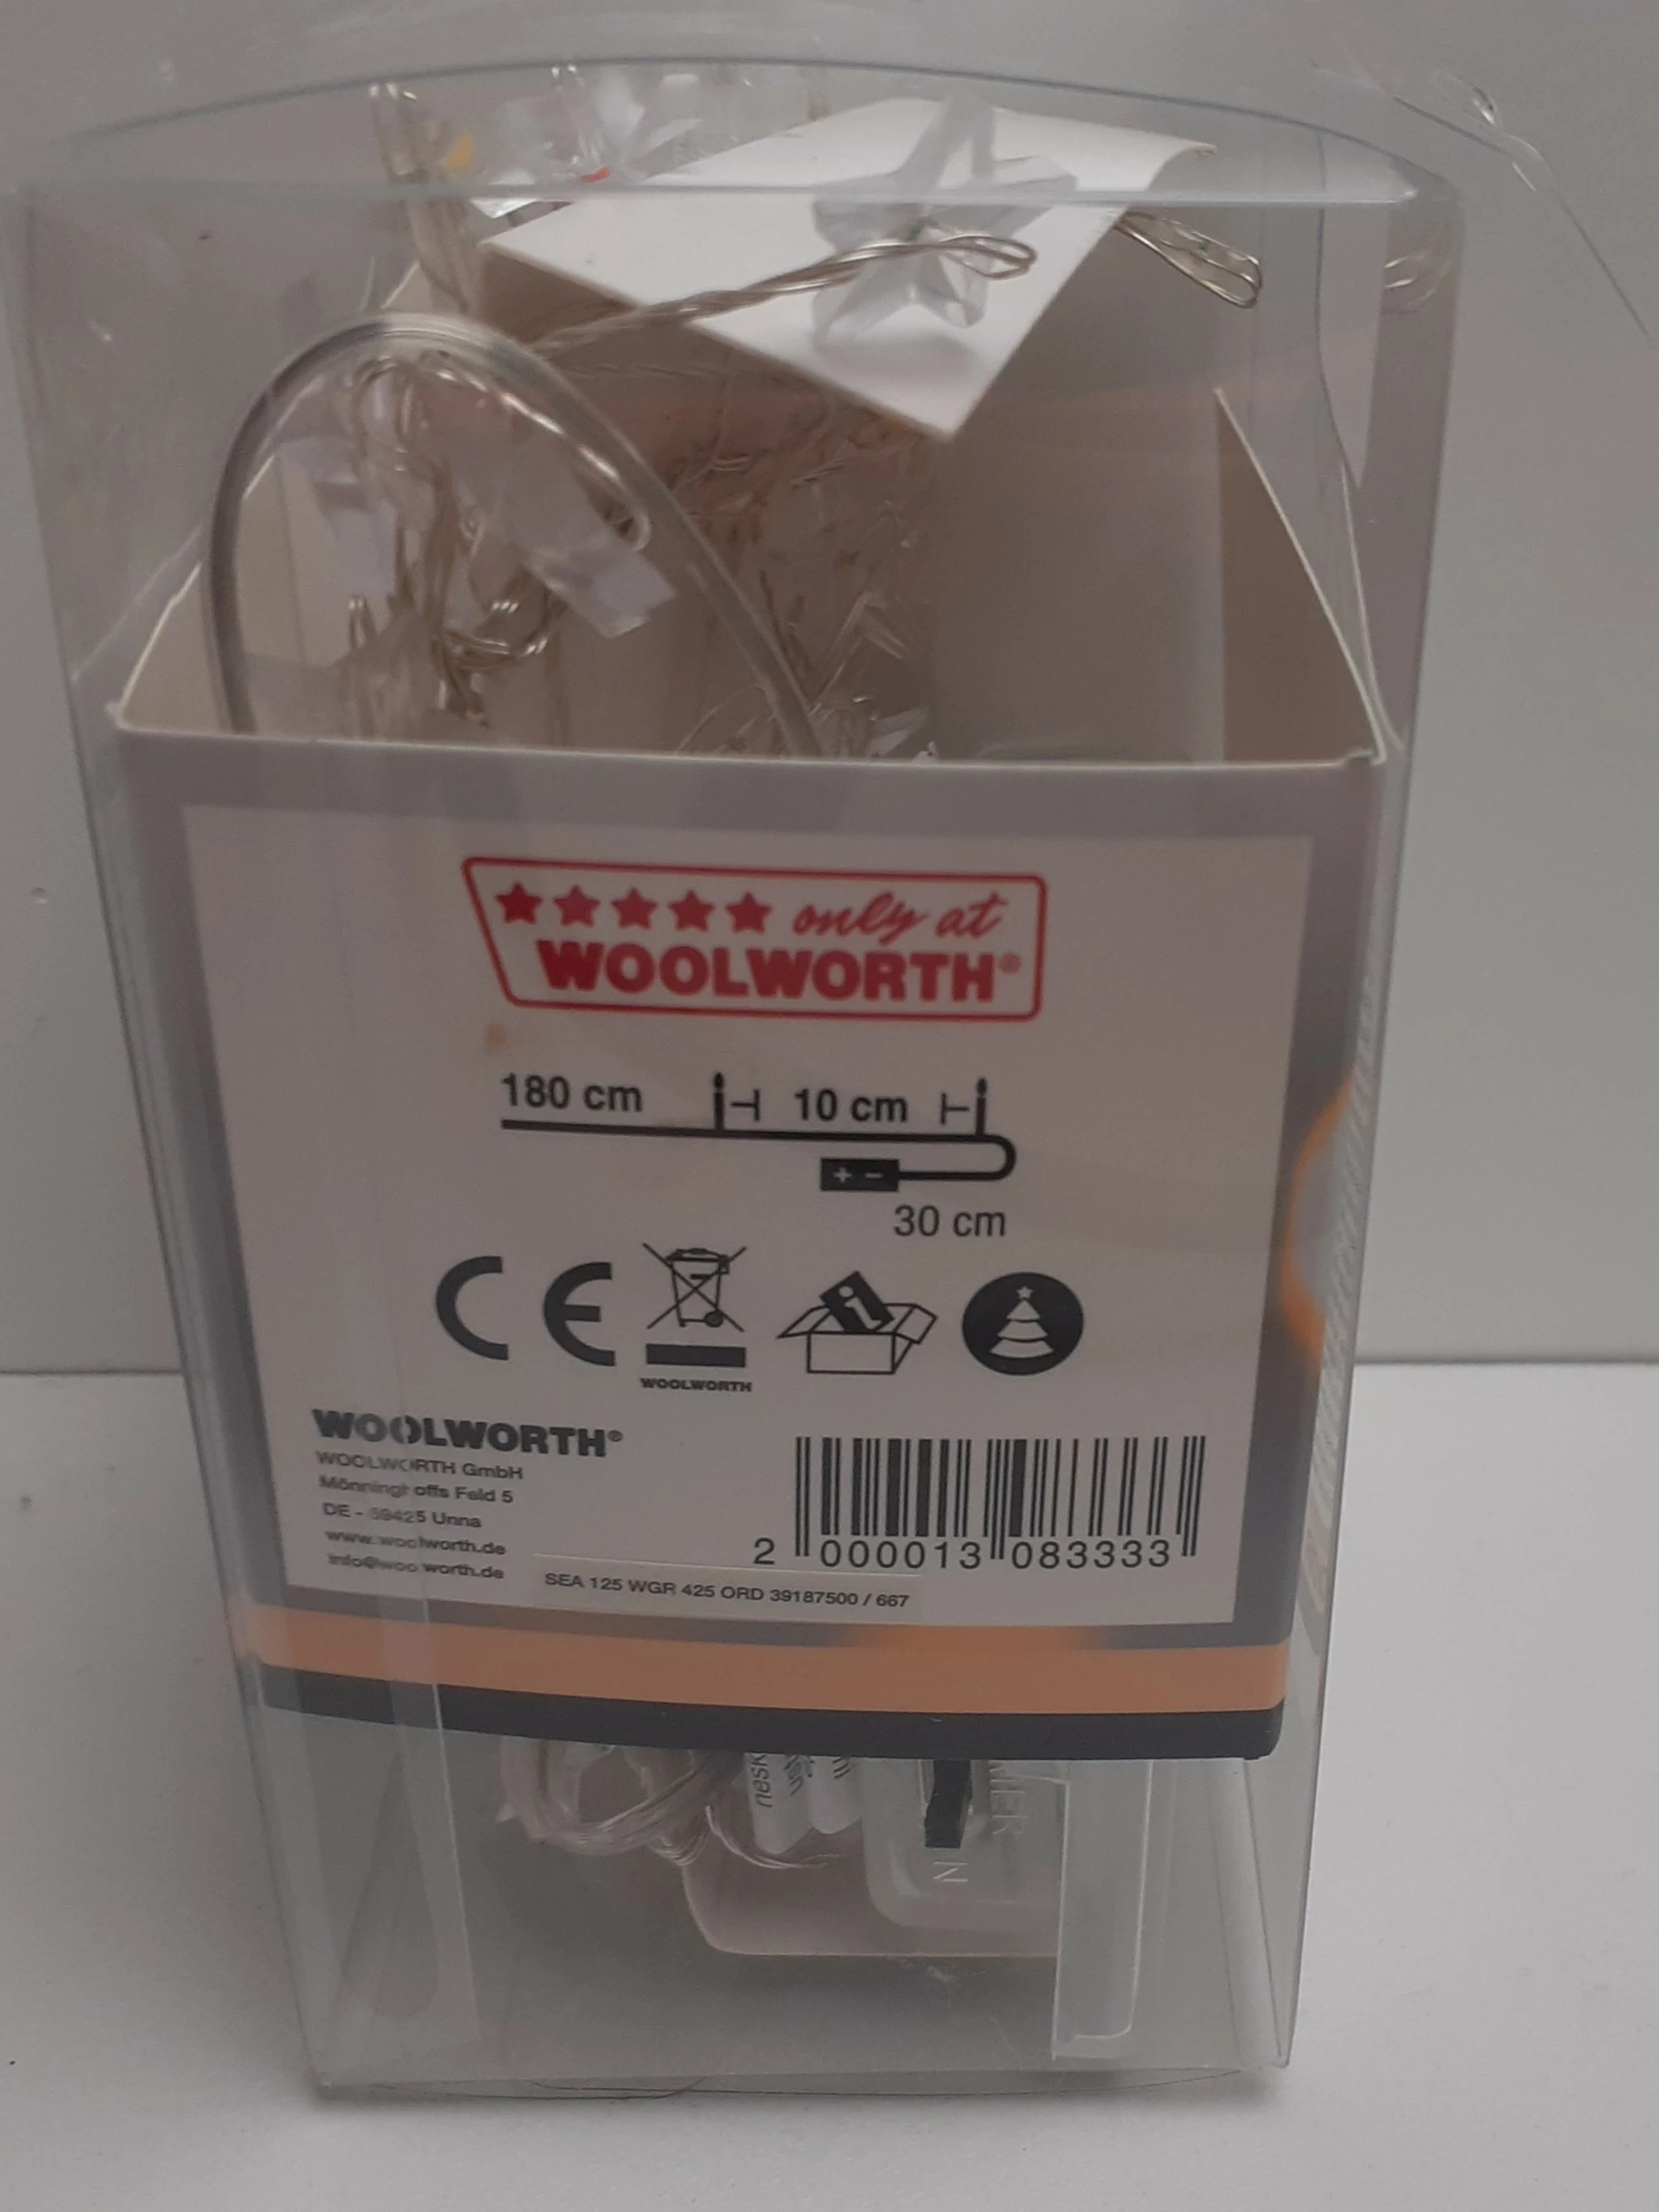 ★★★★★ only at
WOOLWORTH®
180 cm
10 cm
+ −
30 cm
CE
WOOLWORTH
i
WOOLWORTH®
WOOLWORTH GmbH
Mönninghoffs Feld 5
DE - 59425 Unna
www.woolworth.de
info@woolworth.de
2 000013 083333
SEA 125 WGR 425 ORD 39187500 / 667